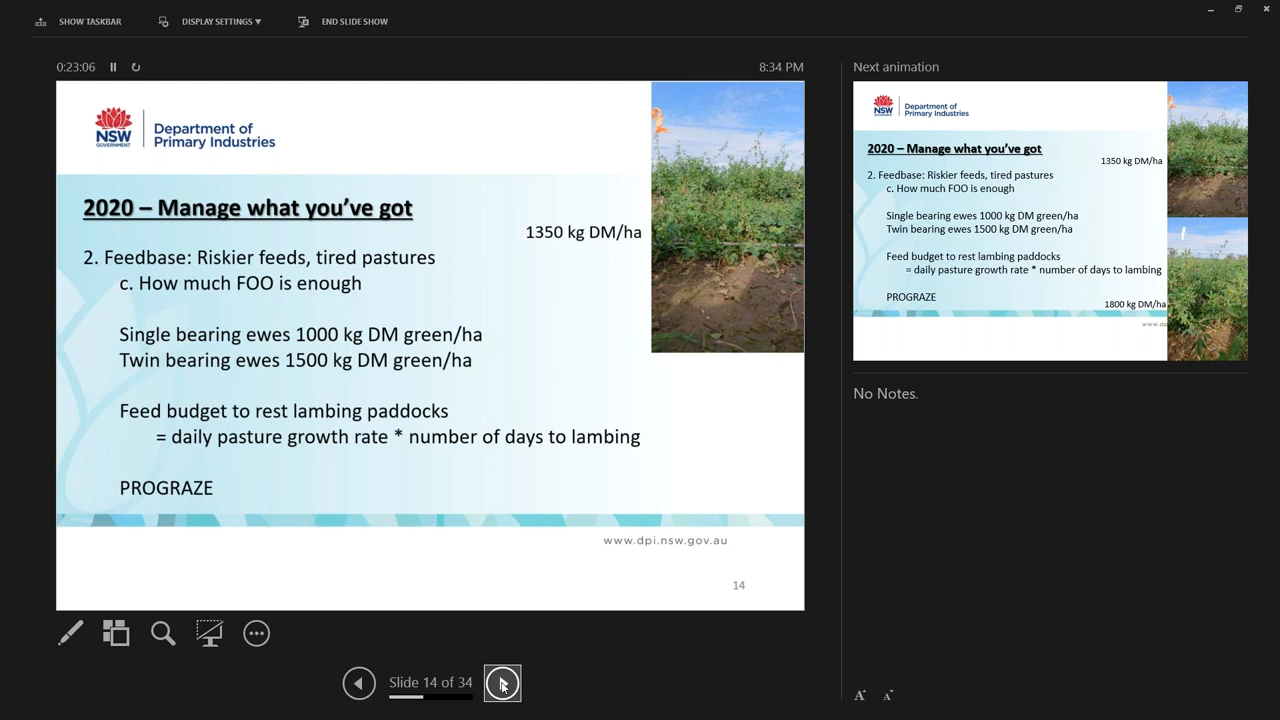 SHOW TASKBAR
DISPLAY SETTINGS ▼
END SLIDE SHOW
0:23:06
8:34 PM
NSW
GOVERNMENT
Department of
Primary Industries
2020 – Manage what you've got
1350 kg DM/ha
2. Feedbase: Riskier feeds, tired pastures
c. How much FOO is enough
Single bearing ewes 1000 kg DM green/ha
Twin bearing ewes 1500 kg DM green/ha
Feed budget to rest lambing paddocks
= daily pasture growth rate * number of days to lambing
PROGRAZE
www.dpi.nsw.gov.au
14
Slide 14 of 34
Next animation
NSW
GOVERNMENT
Department of
Primary Industries
2020 – Manage what you've got
1350 kg DM/ha
2. Feedbase: Riskier feeds, tired pastures
c. How much FOO is enough
Single bearing ewes 1000 kg DM green/ha
Twin bearing ewes 1500 kg DM green/ha
Feed budget to rest lambing paddocks
= daily pasture growth rate * number of days to lambing
PROGRAZE
1800 kg DM/ha
www.dp
No Notes.
A A